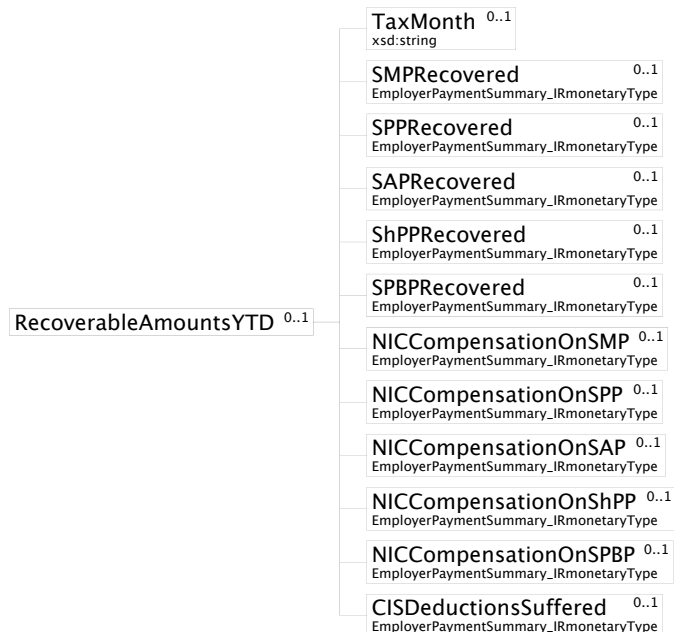 TaxMonth 0..1
xsd:string
SMPRecovered 0..1
EmployerPaymentSummary_IRmonetaryType
SPPRecovered 0..1
EmployerPaymentSummary_IRmonetaryType
SAPRecovered 0..1
EmployerPaymentSummary_IRmonetaryType
ShPPRecovered 0..1
EmployerPaymentSummary_IRmonetaryType
SPBPRecovered 0..1
EmployerPaymentSummary_IRmonetaryType
RecoverableAmountsYTD 0..1
NICCompensationOnSMP 0..1
EmployerPaymentSummary_IRmonetaryType
NICCompensationOnSPP 0..1
EmployerPaymentSummary_IRmonetaryType
NICCompensationOnSAP 0..1
EmployerPaymentSummary_IRmonetaryType
NICCompensationOnShPP 0..1
EmployerPaymentSummary_IRmonetaryType
NICCompensationOnSPBP 0..1
EmployerPaymentSummary_IRmonetaryType
CISDeductionsSuffered 0..1
EmployerPaymentSummary_IRmonetaryType